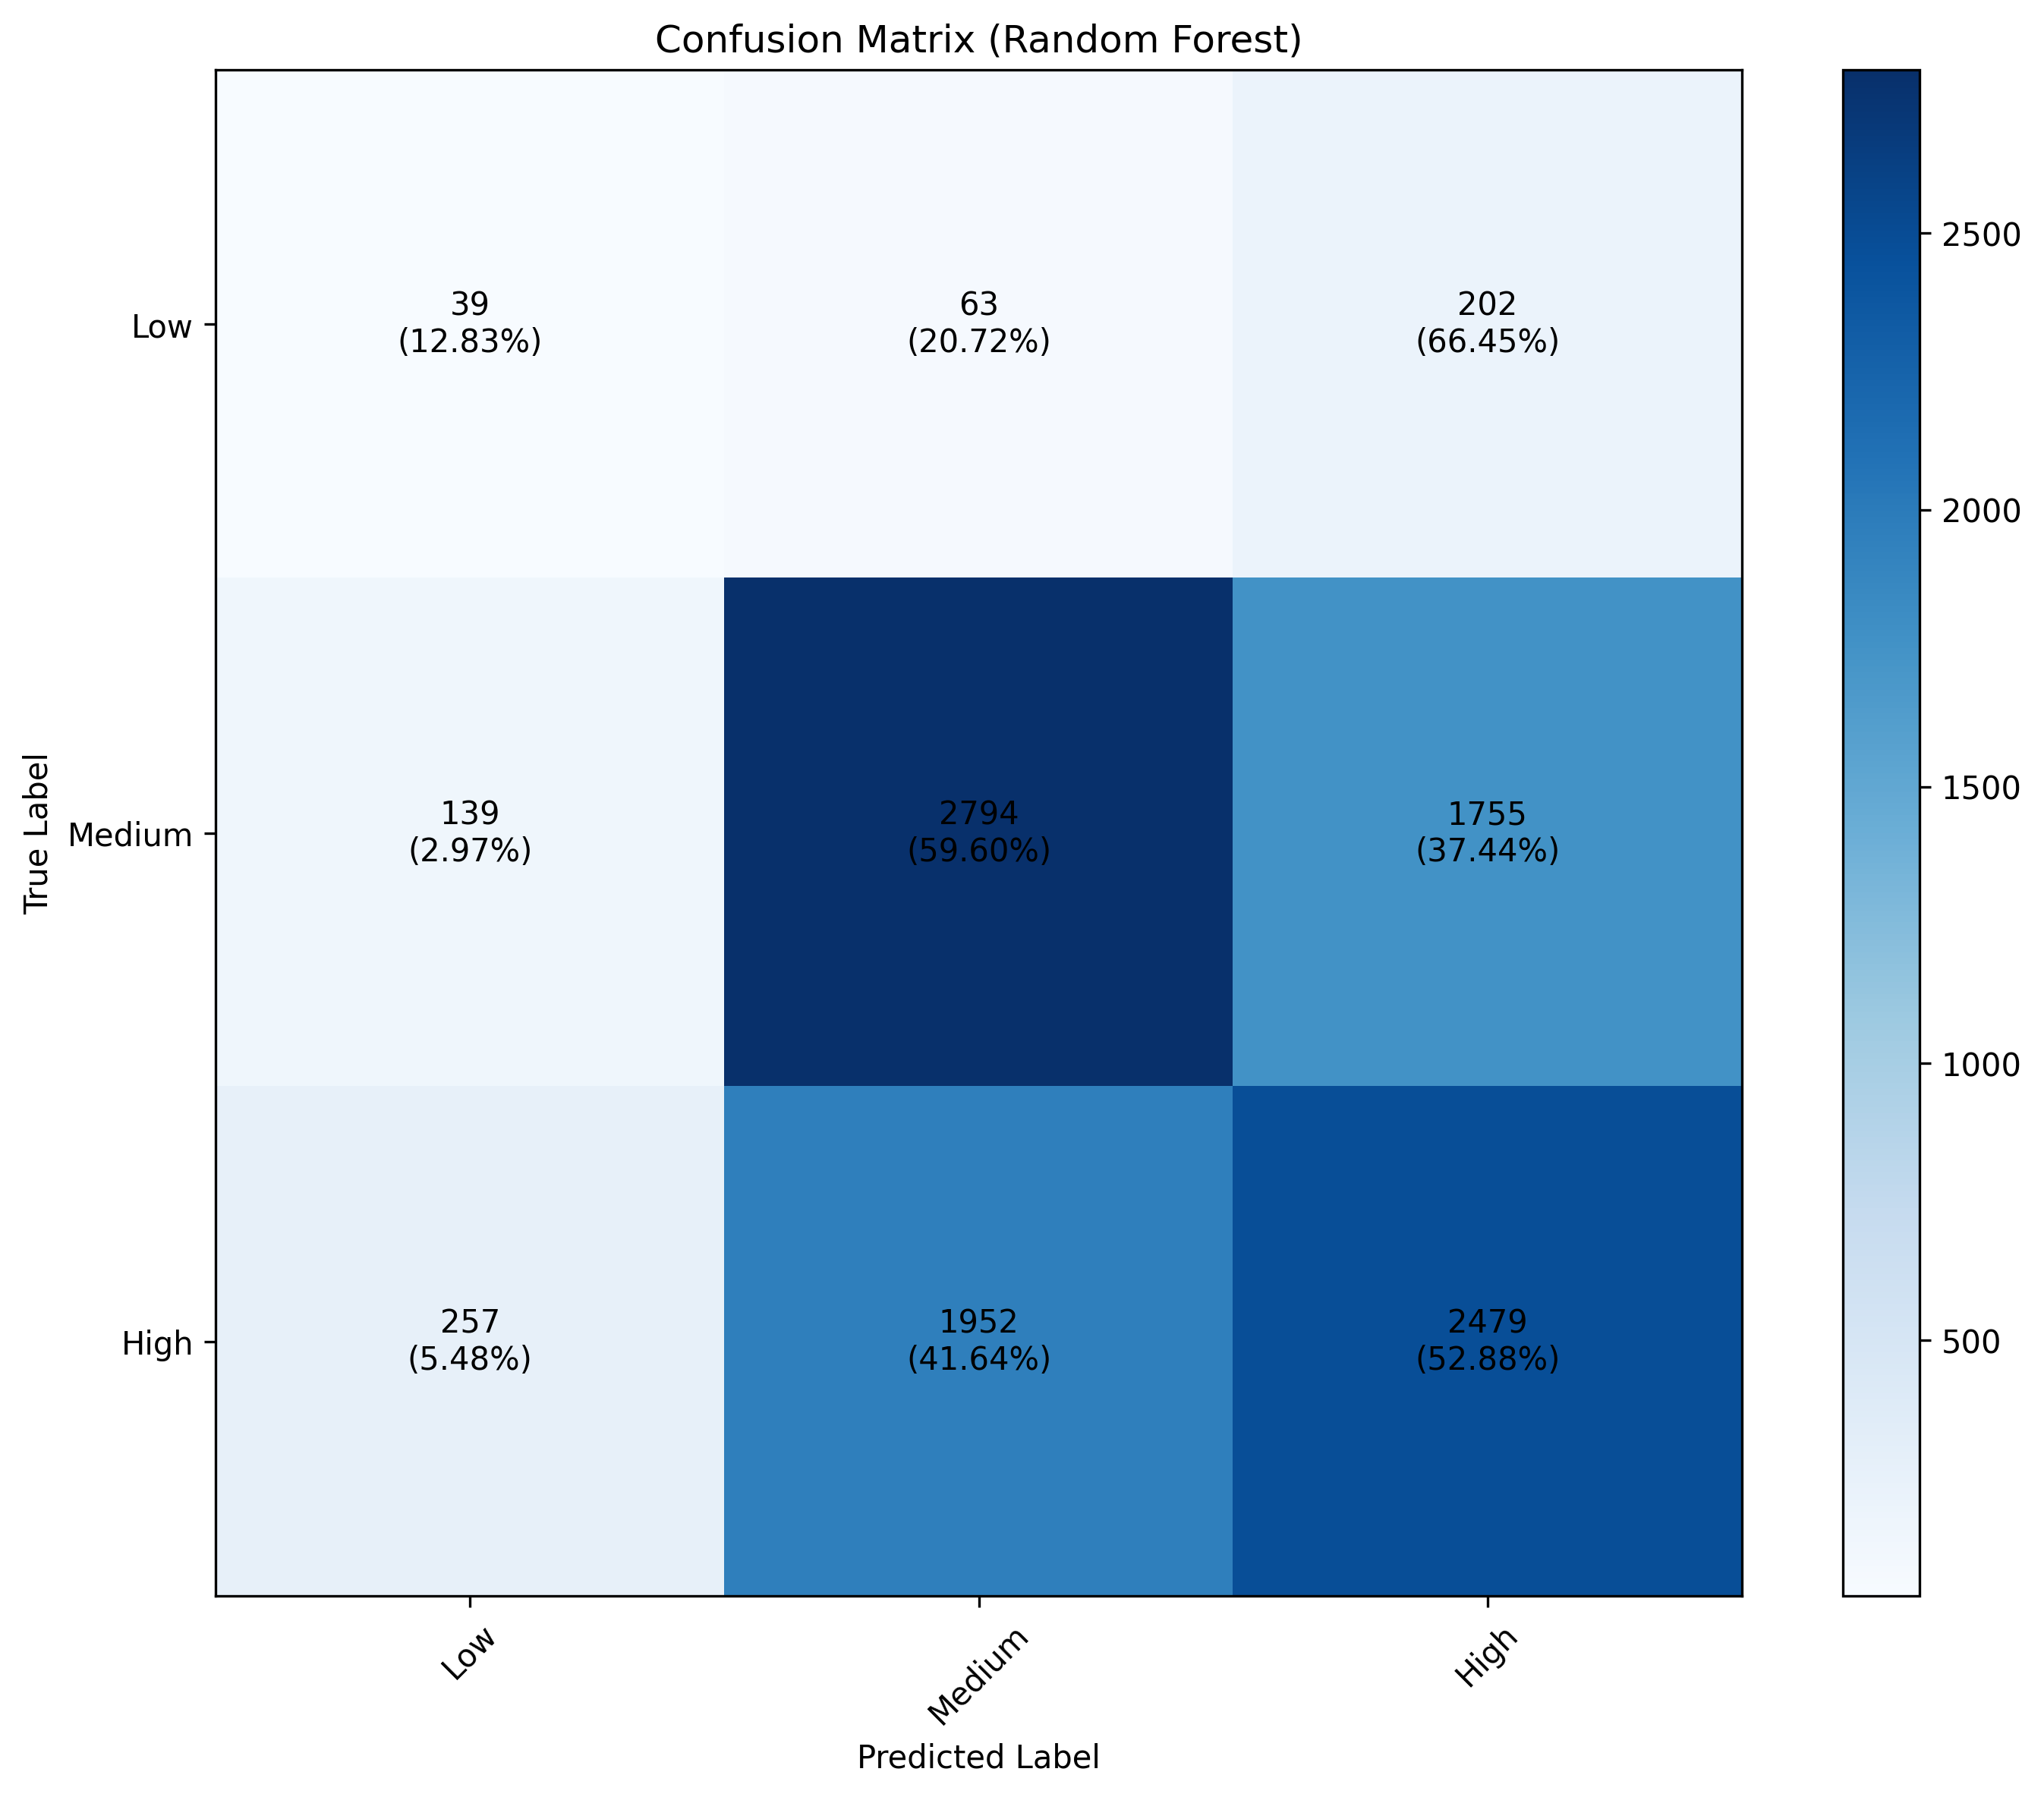 Confusion Matrix (Random Forest)
True Label
Low
39
(12.83%)
63
(20.72%)
202
(66.45%)
Medium
139
(2.97%)
2794
(59.60%)
1755
(37.44%)
High
257
(5.48%)
1952
(41.64%)
2479
(52.88%)
Low
Medium
High
Predicted Label
2500
2000
1500
1000
500